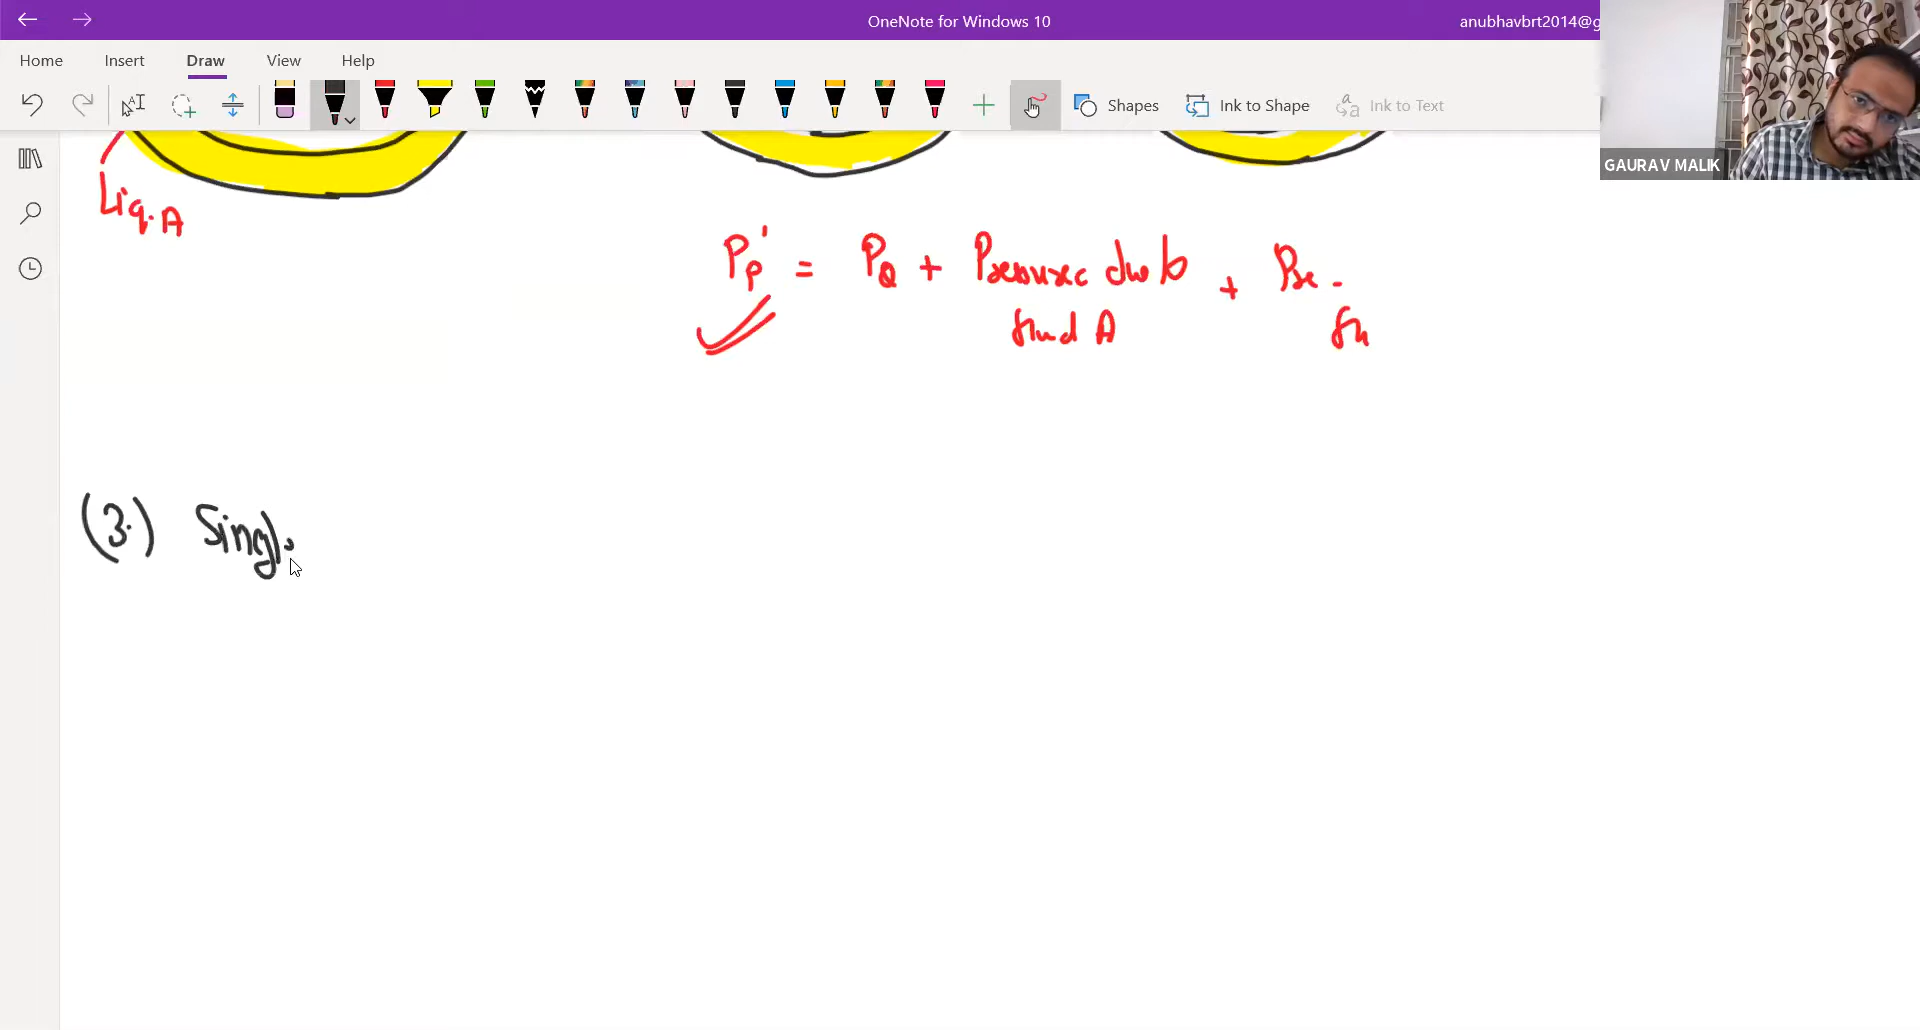 OneNote for Windows 10
anubhavbrt2014@g
Home Insert Draw View Help
Shapes Ink to Shape Ink to Text
GAURAV MALIK
Liq. A
Pp' = PQ + Pressure due to + Pre.
fluid A
(3.) Single